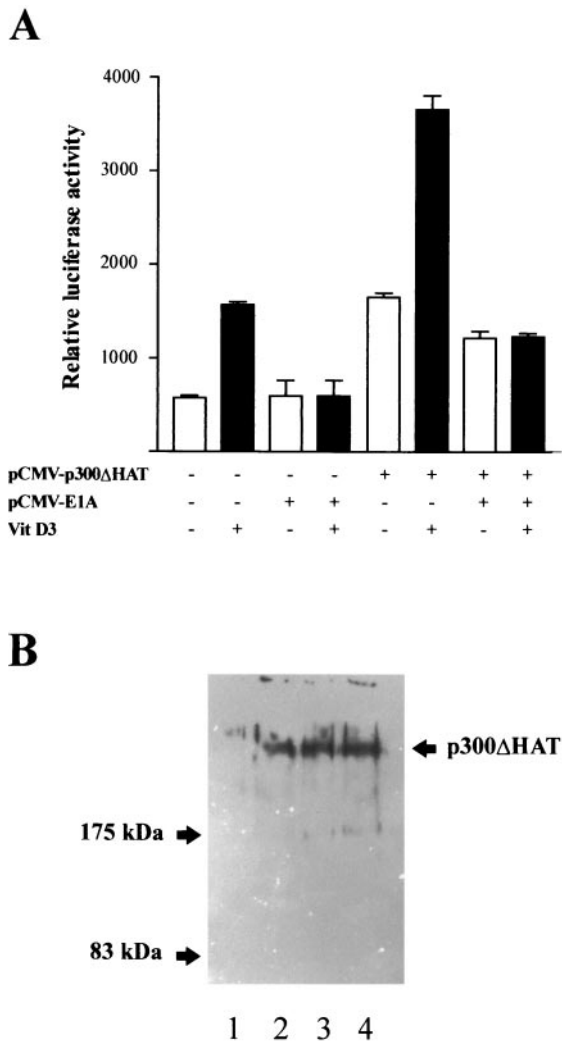 A
Relative luciferase activity
4000
3000
2000
1000
pCMV-p300ΔHAT - - - - + + + +
pCMV-E1A - - + + - - + +
Vit D3 - + - + - + - +
B
p300ΔHAT
175 kDa
83 kDa
1 2 3 4